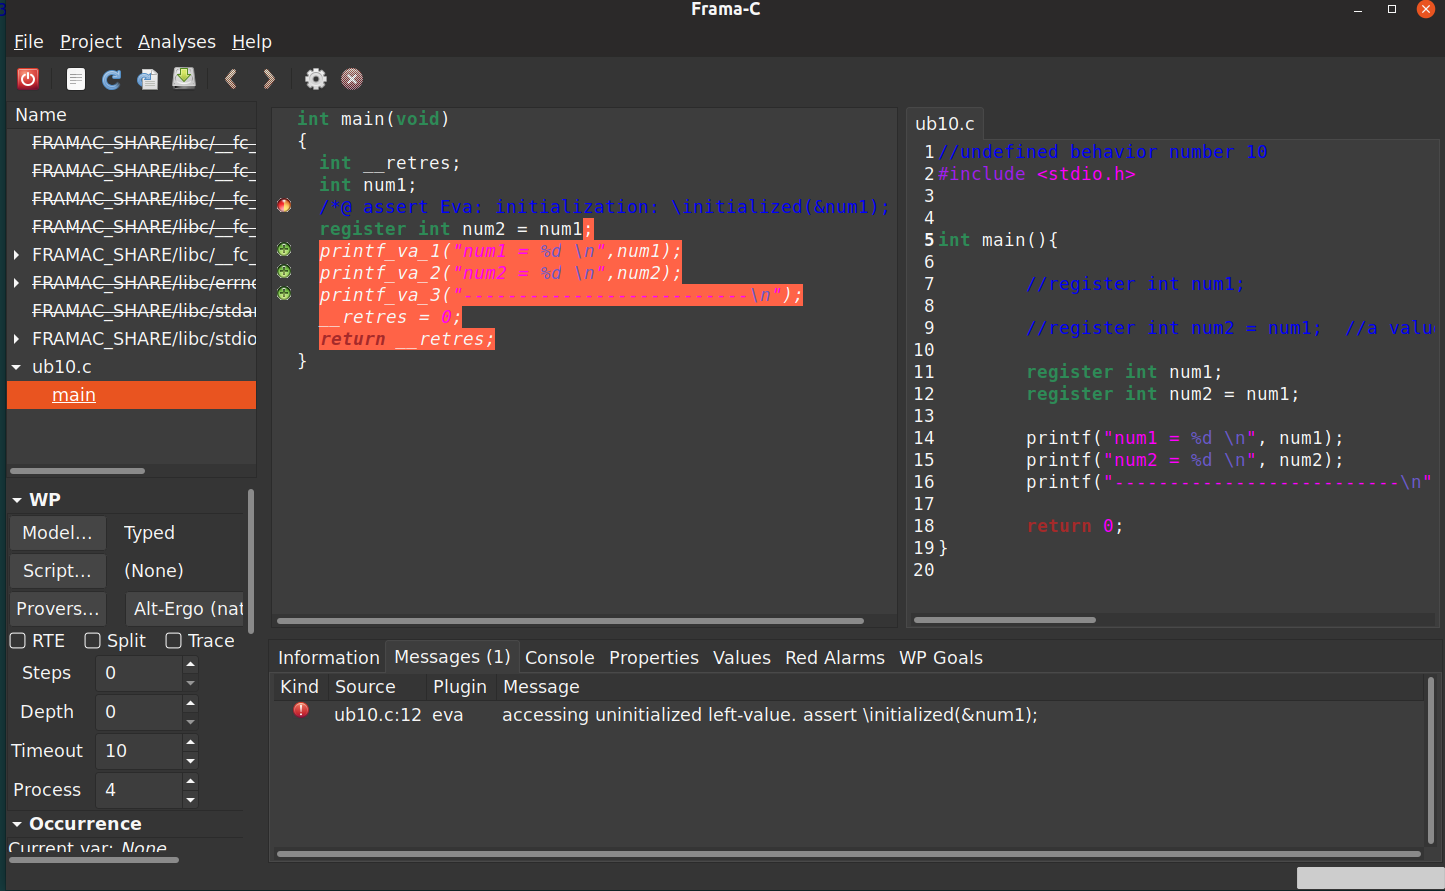 3
Frama-C
File Project Analyses Help
Name
FRAMAC_SHARE/libc/__fc_
FRAMAC_SHARE/libc/__fc_
FRAMAC_SHARE/libc/__fc_
FRAMAC_SHARE/libc/__fc_
FRAMAC_SHARE/libc/__fc_
FRAMAC_SHARE/libc/errno
FRAMAC_SHARE/libc/stdar
FRAMAC_SHARE/libc/stdio
ub10.c
main
WP
Model... Typed
Script... (None)
Provers... Alt-Ergo (nat
RTE Split Trace
Steps 0
Depth 0
Timeout 10
Process 4
Occurrence
Current var: None
int main(void)
{
int __retres;
int num1;
/*@ assert Eva: initialization: \initialized(&num1);
register int num2 = num1;
printf_va_1("num1 = %d \n",num1);
printf_va_2("num2 = %d \n",num2);
printf_va_3("--------------------------\n");
__retres = 0;
return __retres;
}
ub10.c
1 //undefined behavior number 10
2 #include <stdio.h>
3
4
5 int main(){
6
7 //register int num1;
8
9 //register int num2 = num1;  //a valu
10
11 register int num1;
12 register int num2 = num1;
13
14 printf("num1 = %d \n", num1);
15 printf("num2 = %d \n", num2);
16 printf("--------------------------\n"
17
18 return 0;
19 }
20
Information Messages (1) Console Properties Values Red Alarms WP Goals
Kind Source Plugin Message
ub10.c:12 eva accessing uninitialized left-value. assert \initialized(&num1);